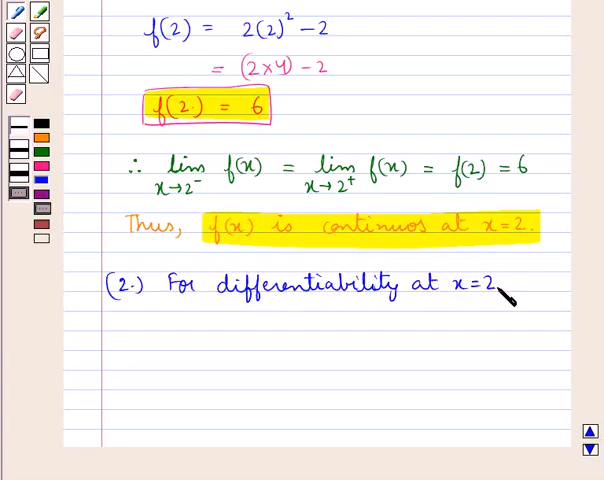 f(2) = 2(2)² - 2
= (2×4) - 2
f(2.) = 6
∴ lim x→2⁻ f(x) = lim x→2⁺ f(x) = f(2) = 6
Thus, f(x) is continuos at x=2.
(2.) For differentiability at x=2